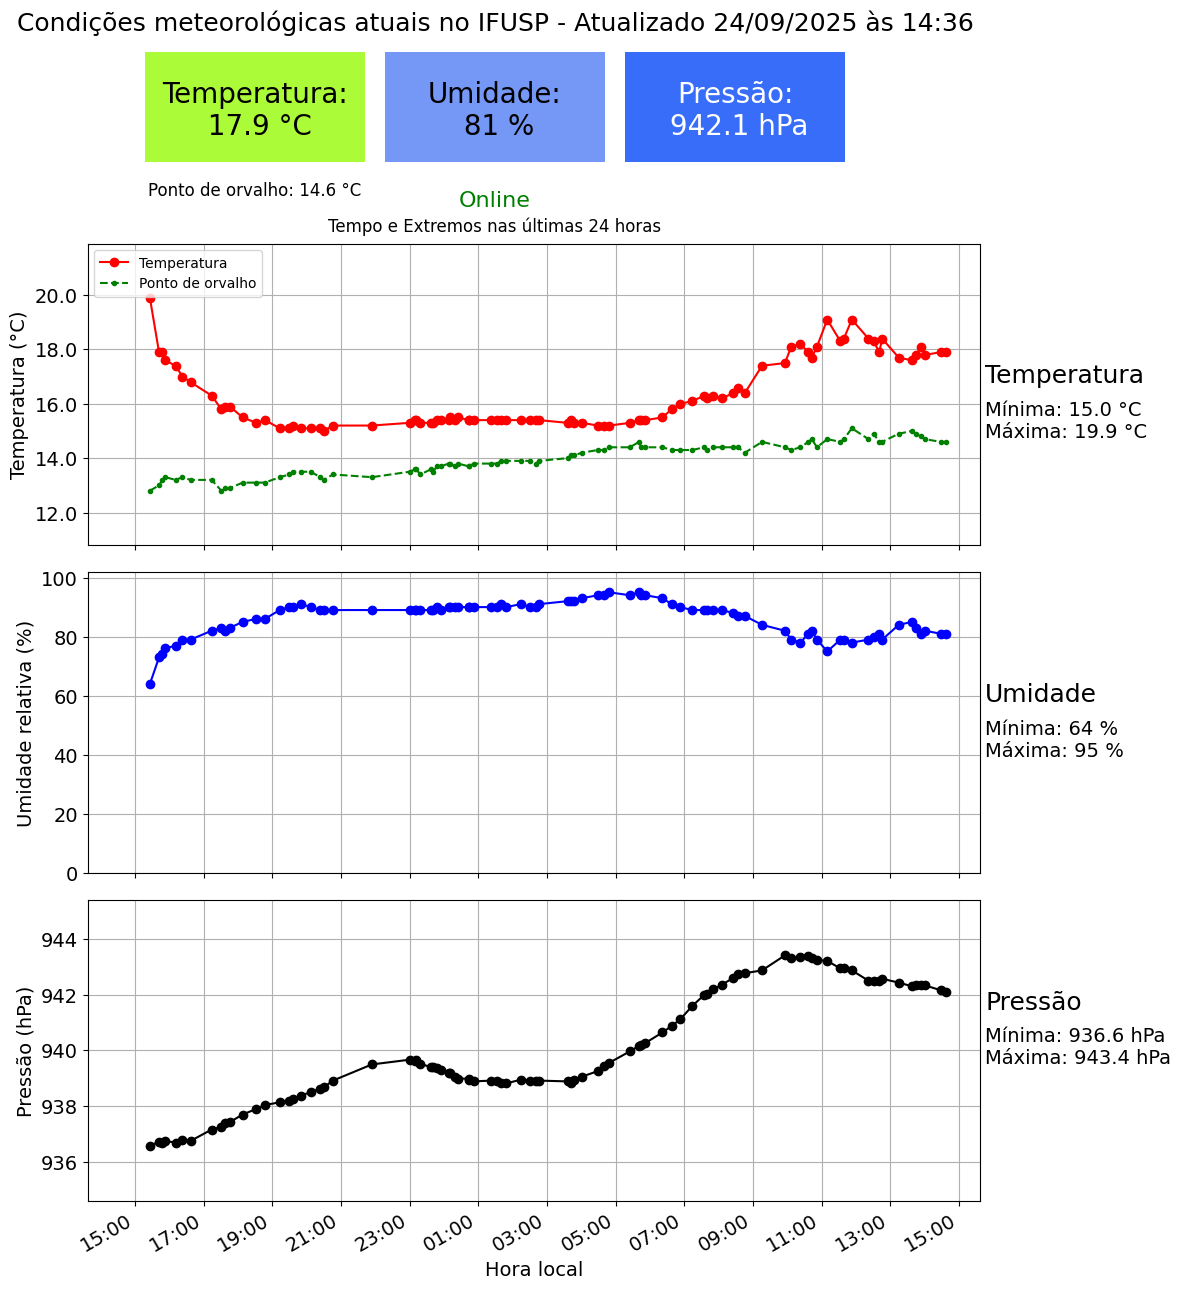 Condições meteorológicas atuais no IFUSP - Atualizado 24/09/2025 às 14:36
Temperatura:
17.9 °C
Umidade:
81 %
Pressão:
942.1 hPa
Ponto de orvalho: 14.6 °C
Online
Tempo e Extremos nas últimas 24 horas
Temperatura
Ponto de orvalho
Temperatura (°C)
20.0
18.0
16.0
14.0
12.0
Temperatura
Mínima: 15.0 °C
Máxima: 19.9 °C
Umidade relativa (%)
100
80
60
40
20
0
Umidade
Mínima: 64 %
Máxima: 95 %
Pressão (hPa)
944
942
940
938
936
Pressão
Mínima: 936.6 hPa
Máxima: 943.4 hPa
15:00
17:00
19:00
21:00
23:00
01:00
03:00
05:00
07:00
09:00
11:00
13:00
15:00
Hora local